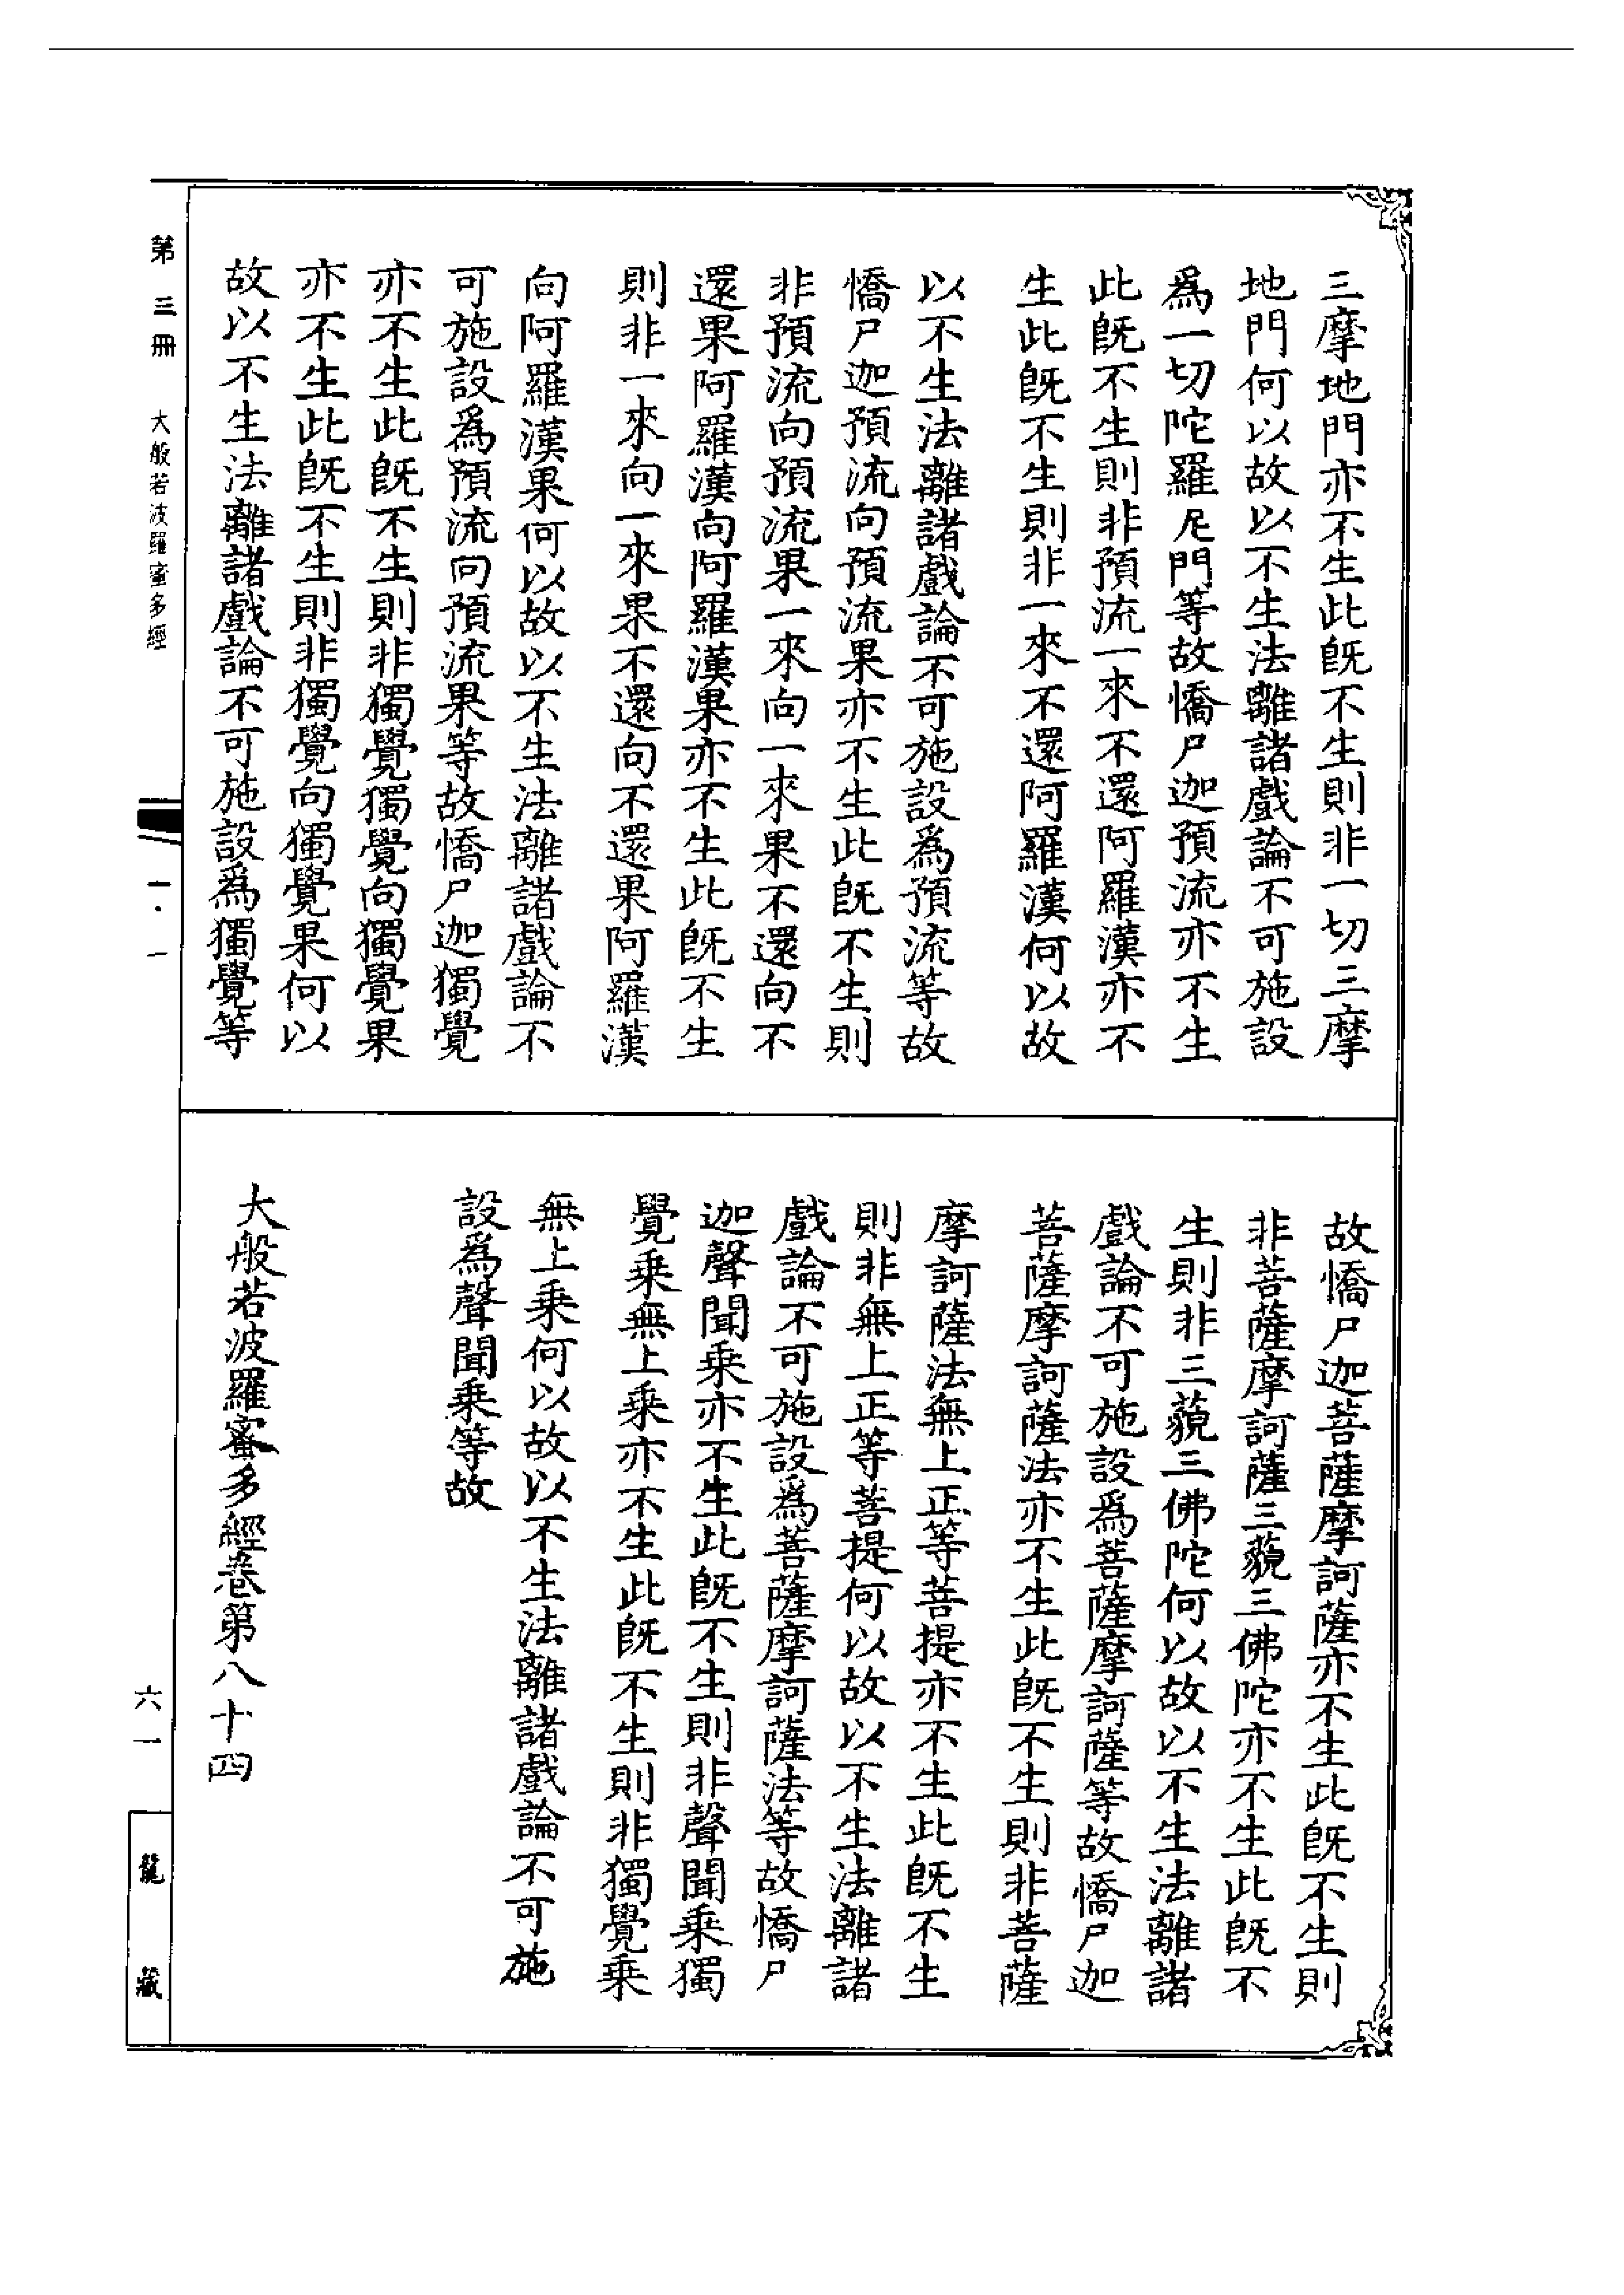 三摩地門亦不生此旣不生則非一切三摩
地門何以故以不生法離諸戲論不可施設
爲一切陀羅尼門等故憍尸迦預流亦不生
此旣不生則非預流一來不還阿羅漢亦不
生此旣不生則非一來不還阿羅漢何以故
以不生法離諸戲論不可施設爲預流等故
憍尸迦預流向預流果亦不生此旣不生則
非預流向預流果一來向一來果不還向不
還果阿羅漢向阿羅漢果亦不生此旣不生
則非一來向一來果不還向不還果阿羅漢
向阿羅漢果何以故以不生法離諸戲論不
可施設爲預流向預流果等故憍尸迦獨覺
亦不生此旣不生則非獨覺獨覺向獨覺果
亦不生此旣不生則非獨覺向獨覺果何以
故以不生法離諸戲論不可施設爲獨覺等
故憍尸迦菩薩摩訶薩亦不生此旣不生則
非菩薩摩訶薩三藐三佛陀亦不生此旣不
生則非三藐三佛陀何以故以不生法離諸
戲論不可施設爲菩薩摩訶薩等故憍尸迦
菩薩摩訶薩法亦不生此旣不生則非菩薩
摩訶薩法無上正等菩提亦不生此旣不生
則非無上正等菩提何以故以不生法離諸
戲論不可施設爲菩薩摩訶薩法等故憍尸
迦聲聞乘亦不生此旣不生則非聲聞乘獨
覺乘無上乘亦不生此旣不生則非獨覺乘
無上乘何以故以不生法離諸戲論不可施
設爲聲聞乘等故
大般若波羅蜜多經卷第八十四
第三冊 大般若波羅蜜多經
六一
龍藏